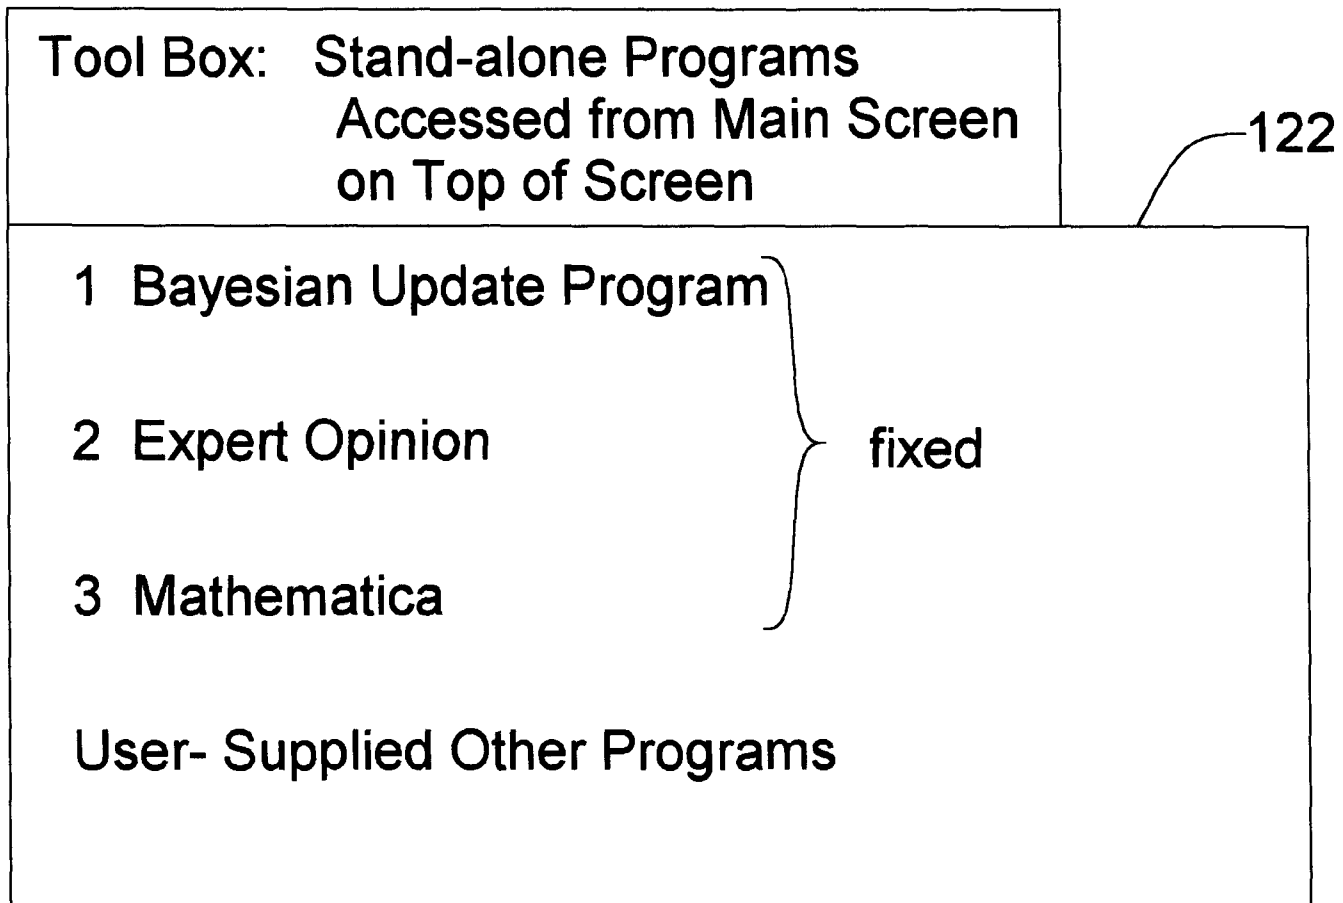 Tool Box: Stand-alone Programs
Accessed from Main Screen
on Top of Screen
122
1 Bayesian Update Program
2 Expert Opinion
fixed
3 Mathematica
User- Supplied Other Programs